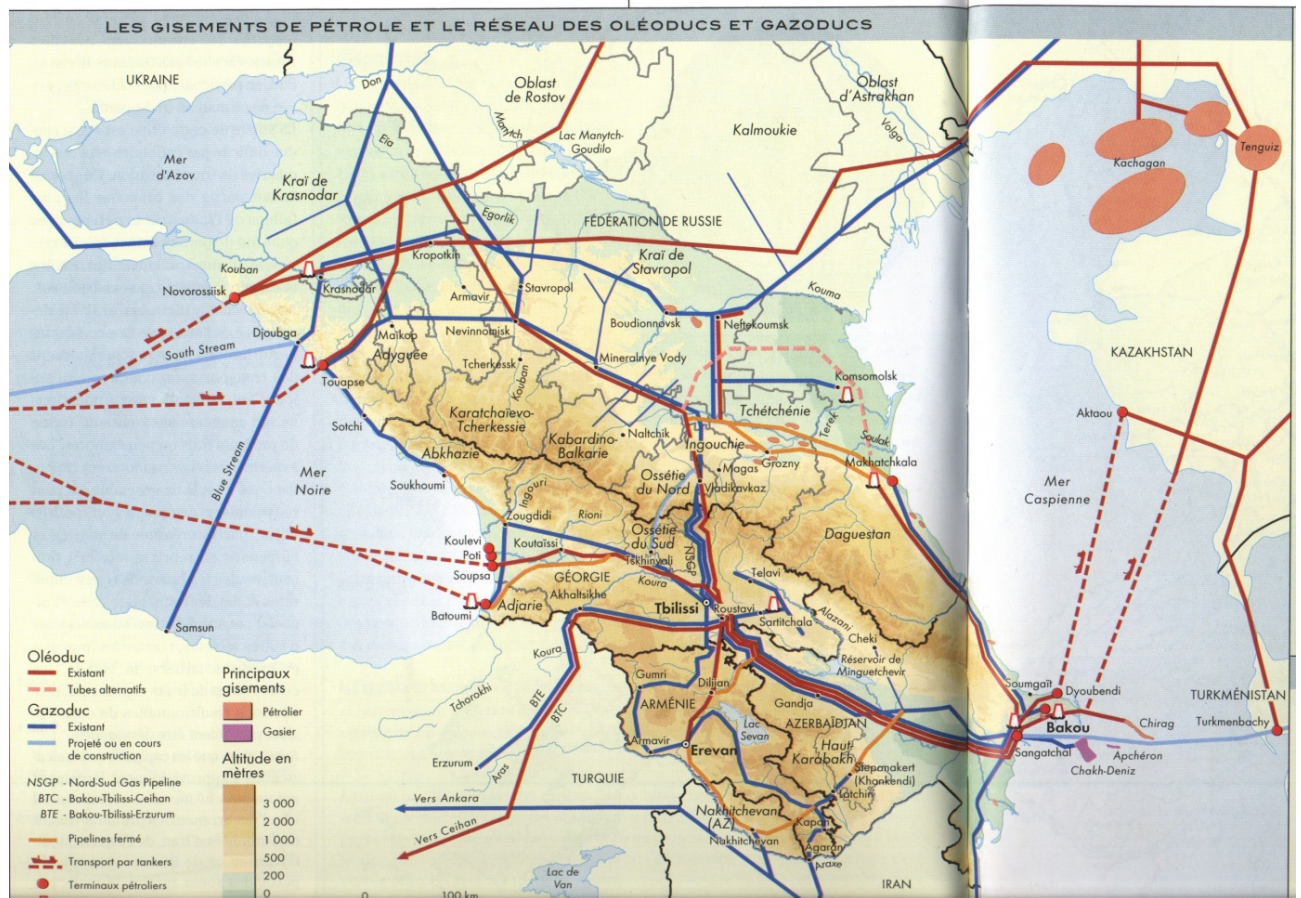 LES GISEMENTS DE PÉTROLE ET LE RÉSEAU DES OLÉODUCS ET GAZODUCS
UKRAINE
Don
Oblast
de Rostov
Oblast
d'Astrakhan
Manytch
Lac Manytch-
Goudilo
Kalmoukie
Volga
Eïa
Mer
d'Azov
Kraï de
Krasnodar
Egorlik
FÉDÉRATION DE RUSSIE
Kachagan
Tenguiz
Kouban
Kropotkin
Kraï de
Stavropol
Novorossiïsk
Krasnodar
Armavir
Stavropol
Kouma
Boudionnovsk
Neftekoumsk
Djoubga
Maïkop
Nevinnomisk
South Stream
Adyguée
Tcherkessk
Kouban
Mineralnye Vody
KAZAKHSTAN
Touapse
Komsomolsk
Karatchaïevo-
Tcherkessie
Tchétchénie
Terek
Aktaou
Sotchi
Abkhazie
Kabardino-
Balkarie
Naltchik
Ingouchie
Soulak
Magas
Grozny
Makhatchkala
Blue Stream
Mer
Noire
Soukhoumi
Ingouri
Ossétie
du Nord
Vladikavkaz
Mer
Caspienne
Zougdidi
Rioni
Ossétie
du Sud
Daguestan
Koulevi
Poti
Soupsa
Koutaïssi
Tskhinvali
NSGP
GÉORGIE
Koura
Telavi
Batoumi
Adjarie
Akhaltsikhe
Tbilissi
Roustavi
Sartitchala
Alazani
Samsun
Cheki
Koura
Réservoir de
Minguetchevir
Oléoduc
Existant
Tubes alternatifs
Gazoduc
Existant
Projeté ou en cours
de construction
NSGP - Nord-Sud Gas Pipeline
BTC - Bakou-Tbilissi-Ceihan
BTE - Bakou-Tbilissi-Erzurum
Pipelines fermé
Transport par tankers
Terminaux pétroliers
Principaux
gisements
Pétrolier
Gasier
Altitude en
mètres
3 000
2 000
1 000
500
200
0
Tchorokhi
BTE
BTC
Gumri
Dilijan
ARMÉNIE
Gandja
AZERBAÏDJAN
Soumgaït
Dyoubendi
TURKMÉNISTAN
Lac
Sevan
Bakou
Chirag
Turkmenbachy
Armavir
Erevan
Haut-
Karabakh
Sangatchal
Apchéron
Chakh-Deniz
Erzurum
Aras
TURQUIE
Stepanakert
(Khankendi)
Latchin
Vers Ankara
Nakhitchevan
(AZ)
Kapan
Vers Ceihan
Nakhitchevan
Agaran
Araxe
Lac de
Van
IRAN
0
100 km